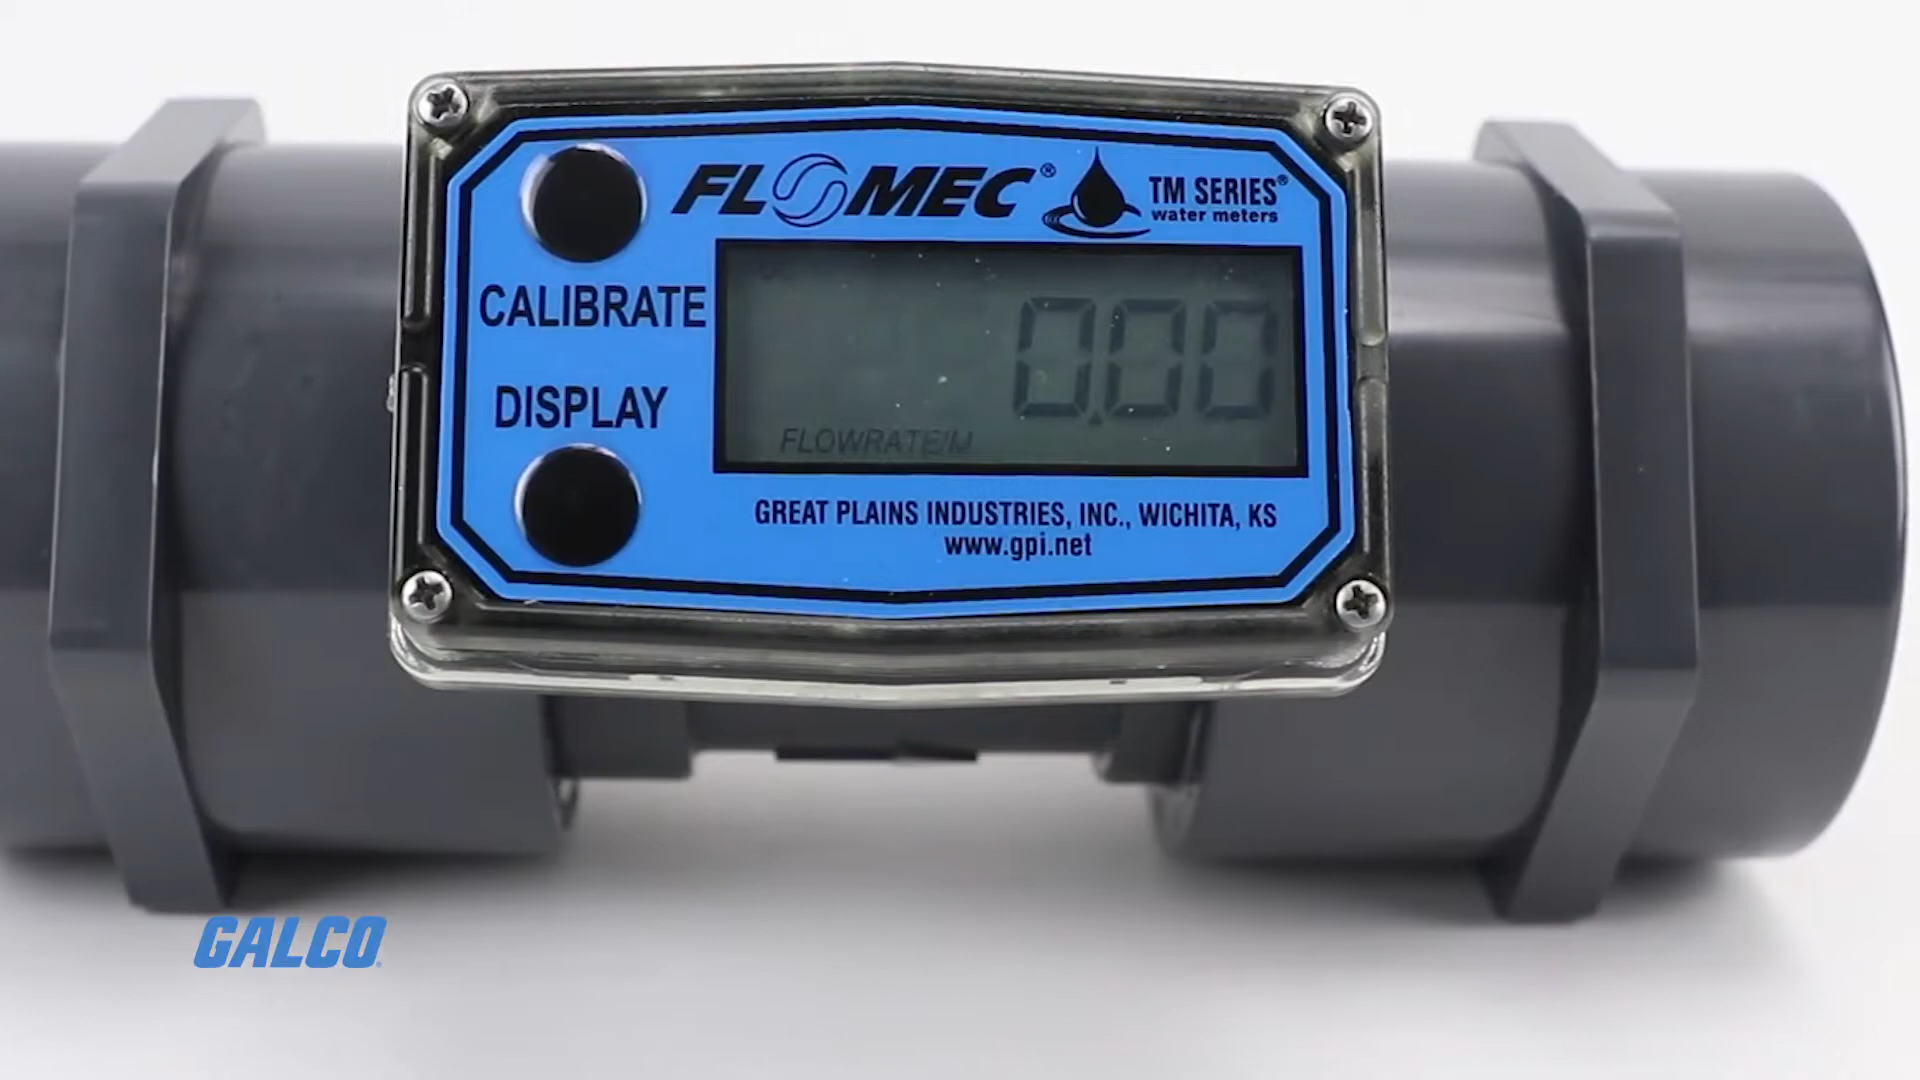 FLOMEC®
TM SERIES®
water meters
CALIBRATE
0.00
DISPLAY
FLOWRATE/M
GREAT PLAINS INDUSTRIES, INC., WICHITA, KS
www.gpi.net
GALCO